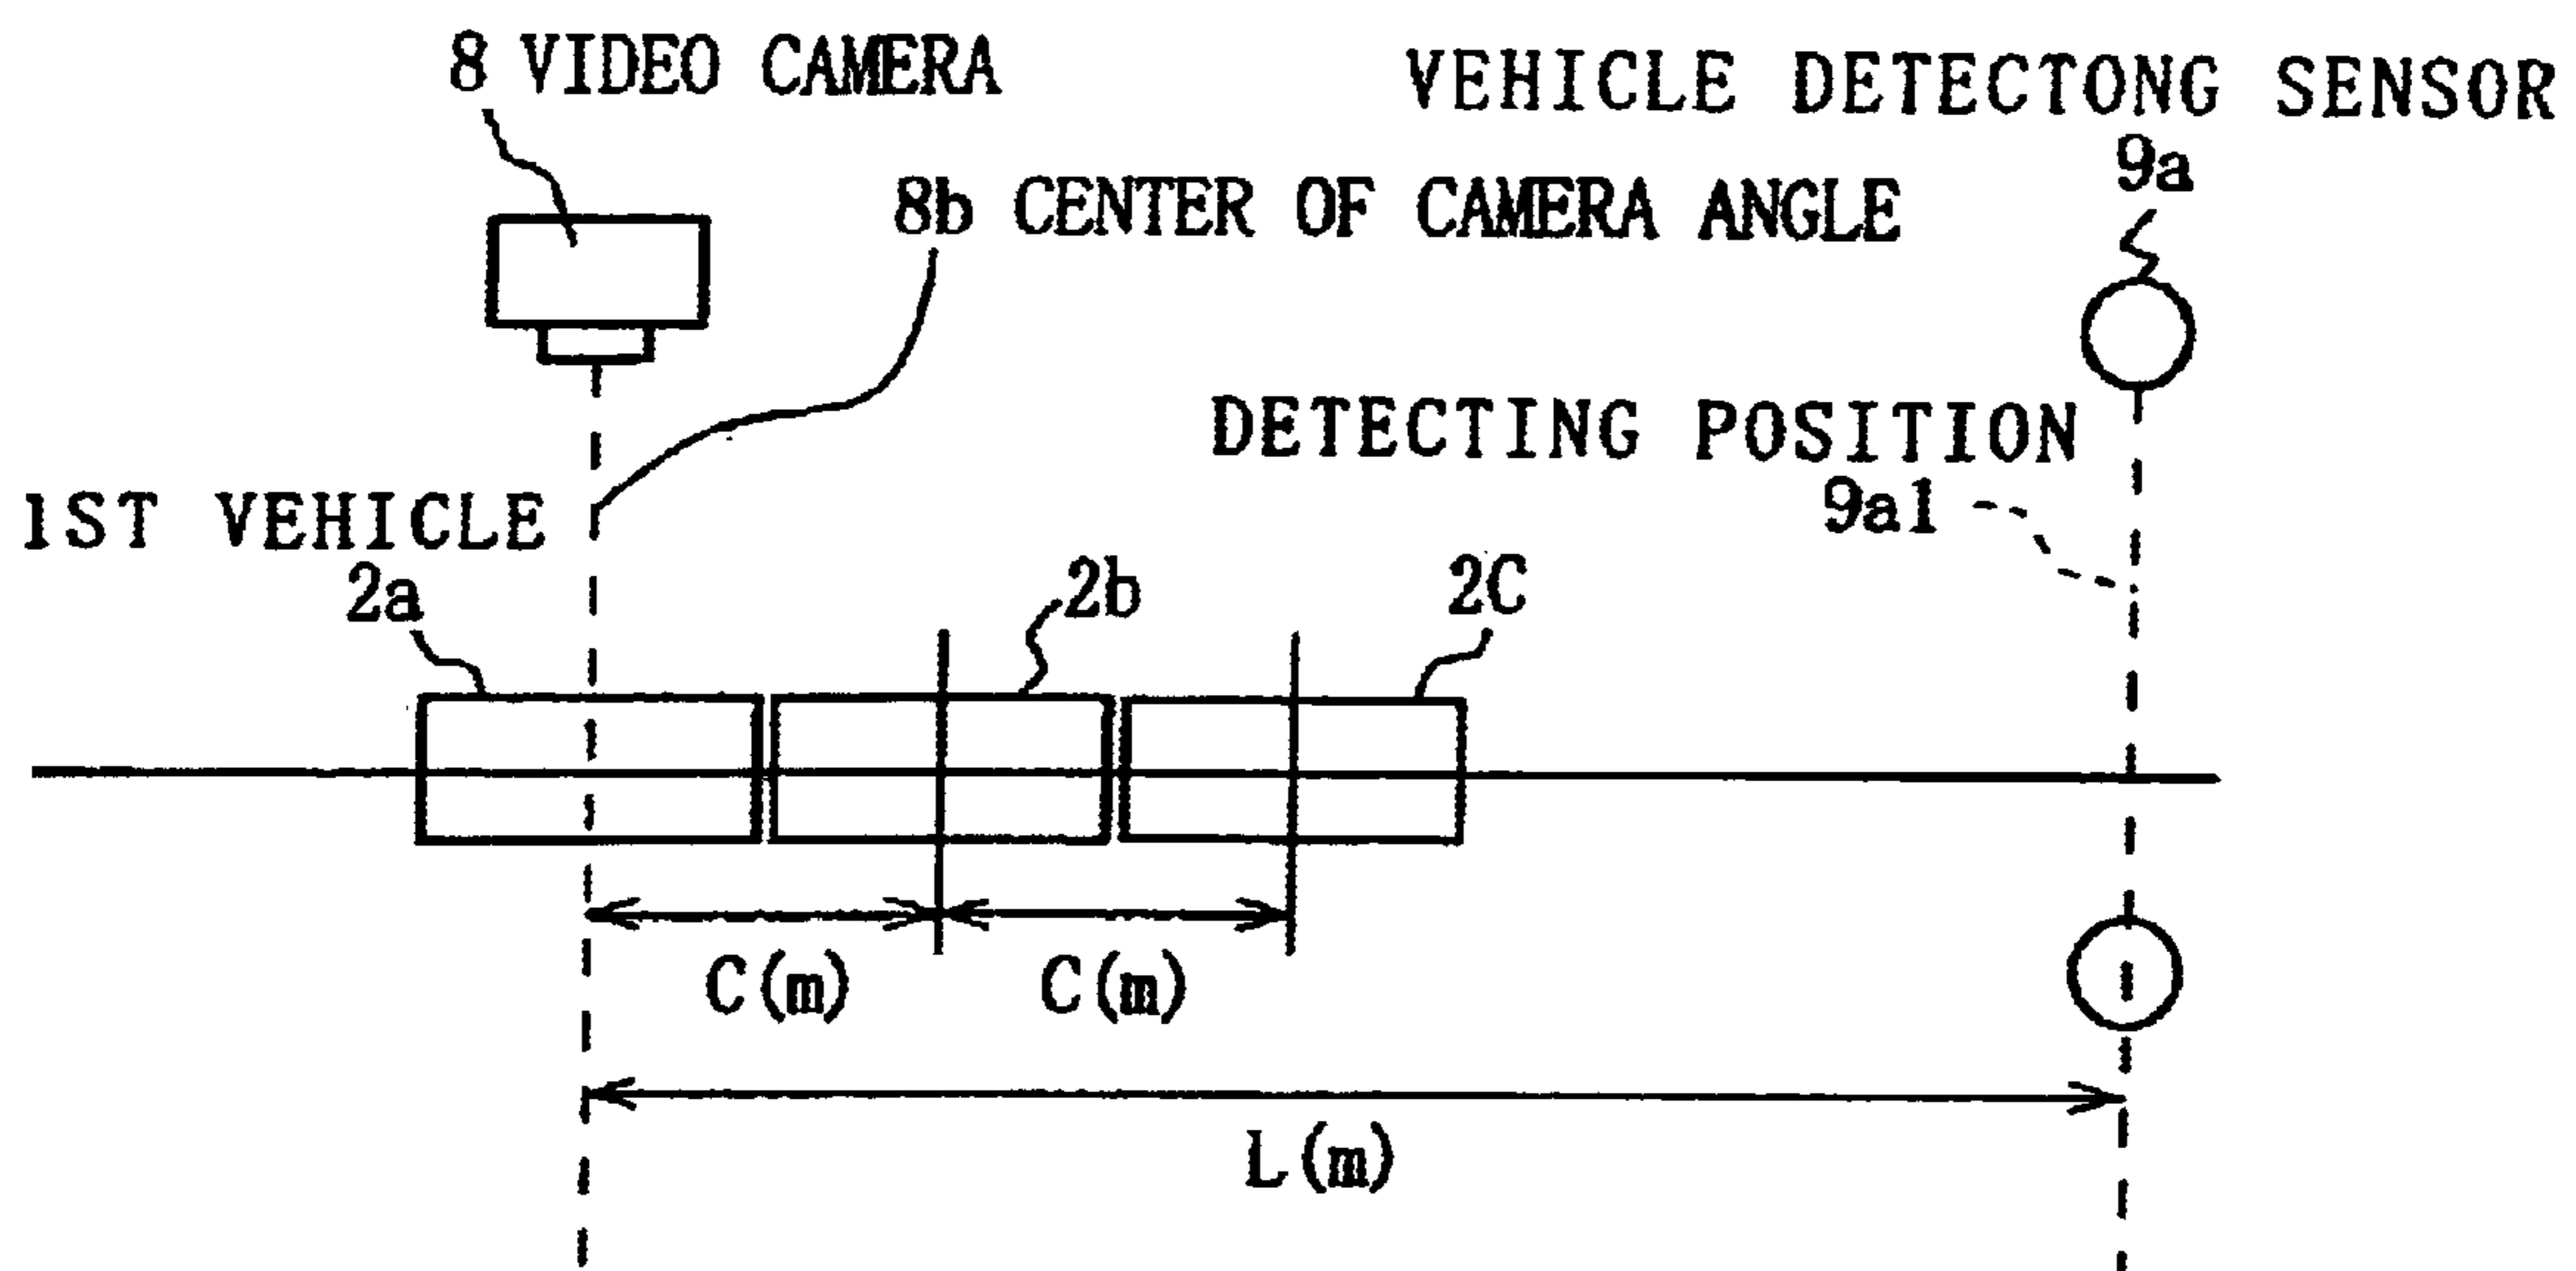 8 VIDEO CAMERA
VEHICLE DETECTONG SENSOR
9a
8b CENTER OF CAMERA ANGLE
DETECTING POSITION
9a1
1ST VEHICLE
2a
2b
2C
C(m)
C(m)
L(m)